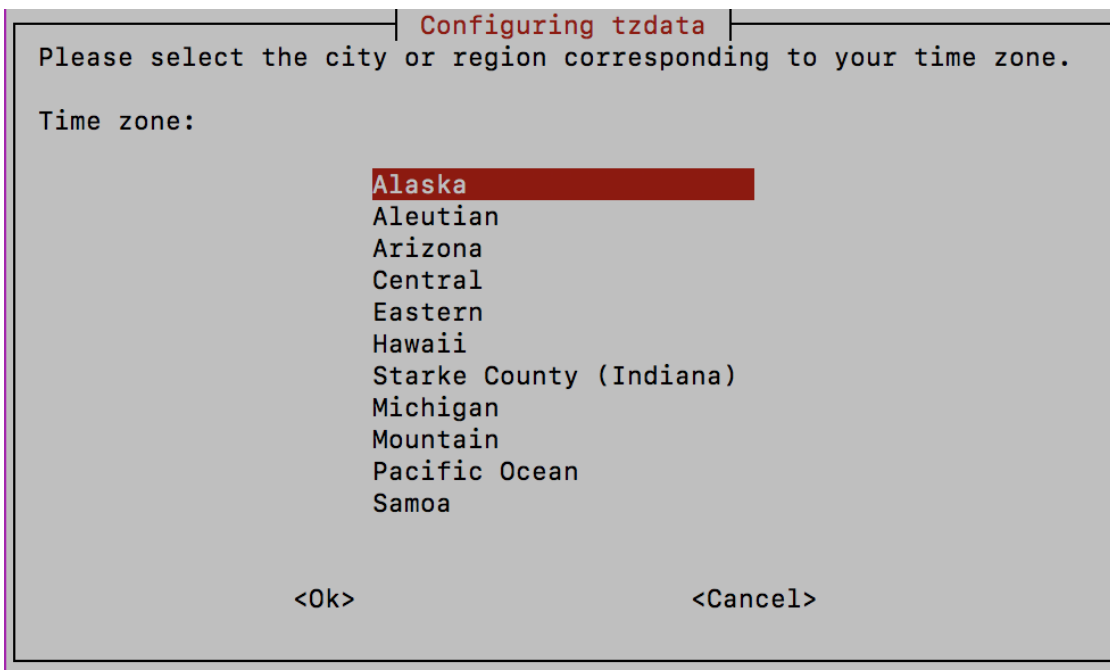 Configuring tzdata
Please select the city or region corresponding to your time zone.
Time zone:
Alaska
Aleutian
Arizona
Central
Eastern
Hawaii
Starke County (Indiana)
Michigan
Mountain
Pacific Ocean
Samoa
<Ok> <Cancel>